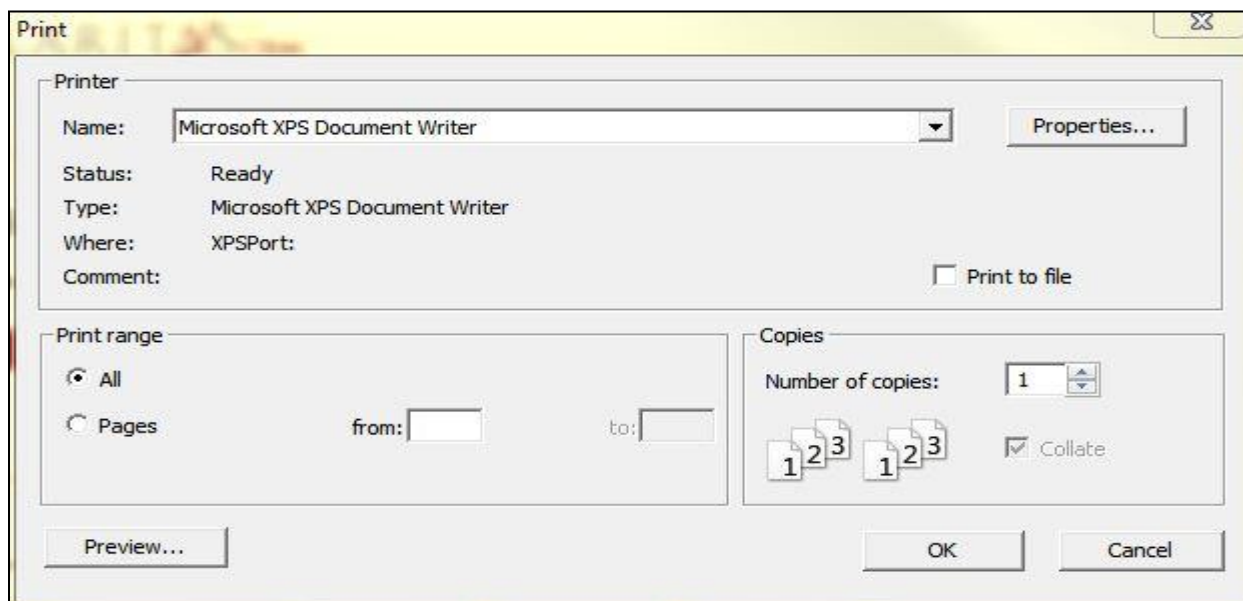 Print
Printer
Name: Microsoft XPS Document Writer Properties...
Status: Ready
Type: Microsoft XPS Document Writer
Where: XPSPort:
Comment: Print to file
Print range
All
Pages from: to:
Copies
Number of copies: 1
1 2 3 1 2 3 Collate
Preview... OK Cancel